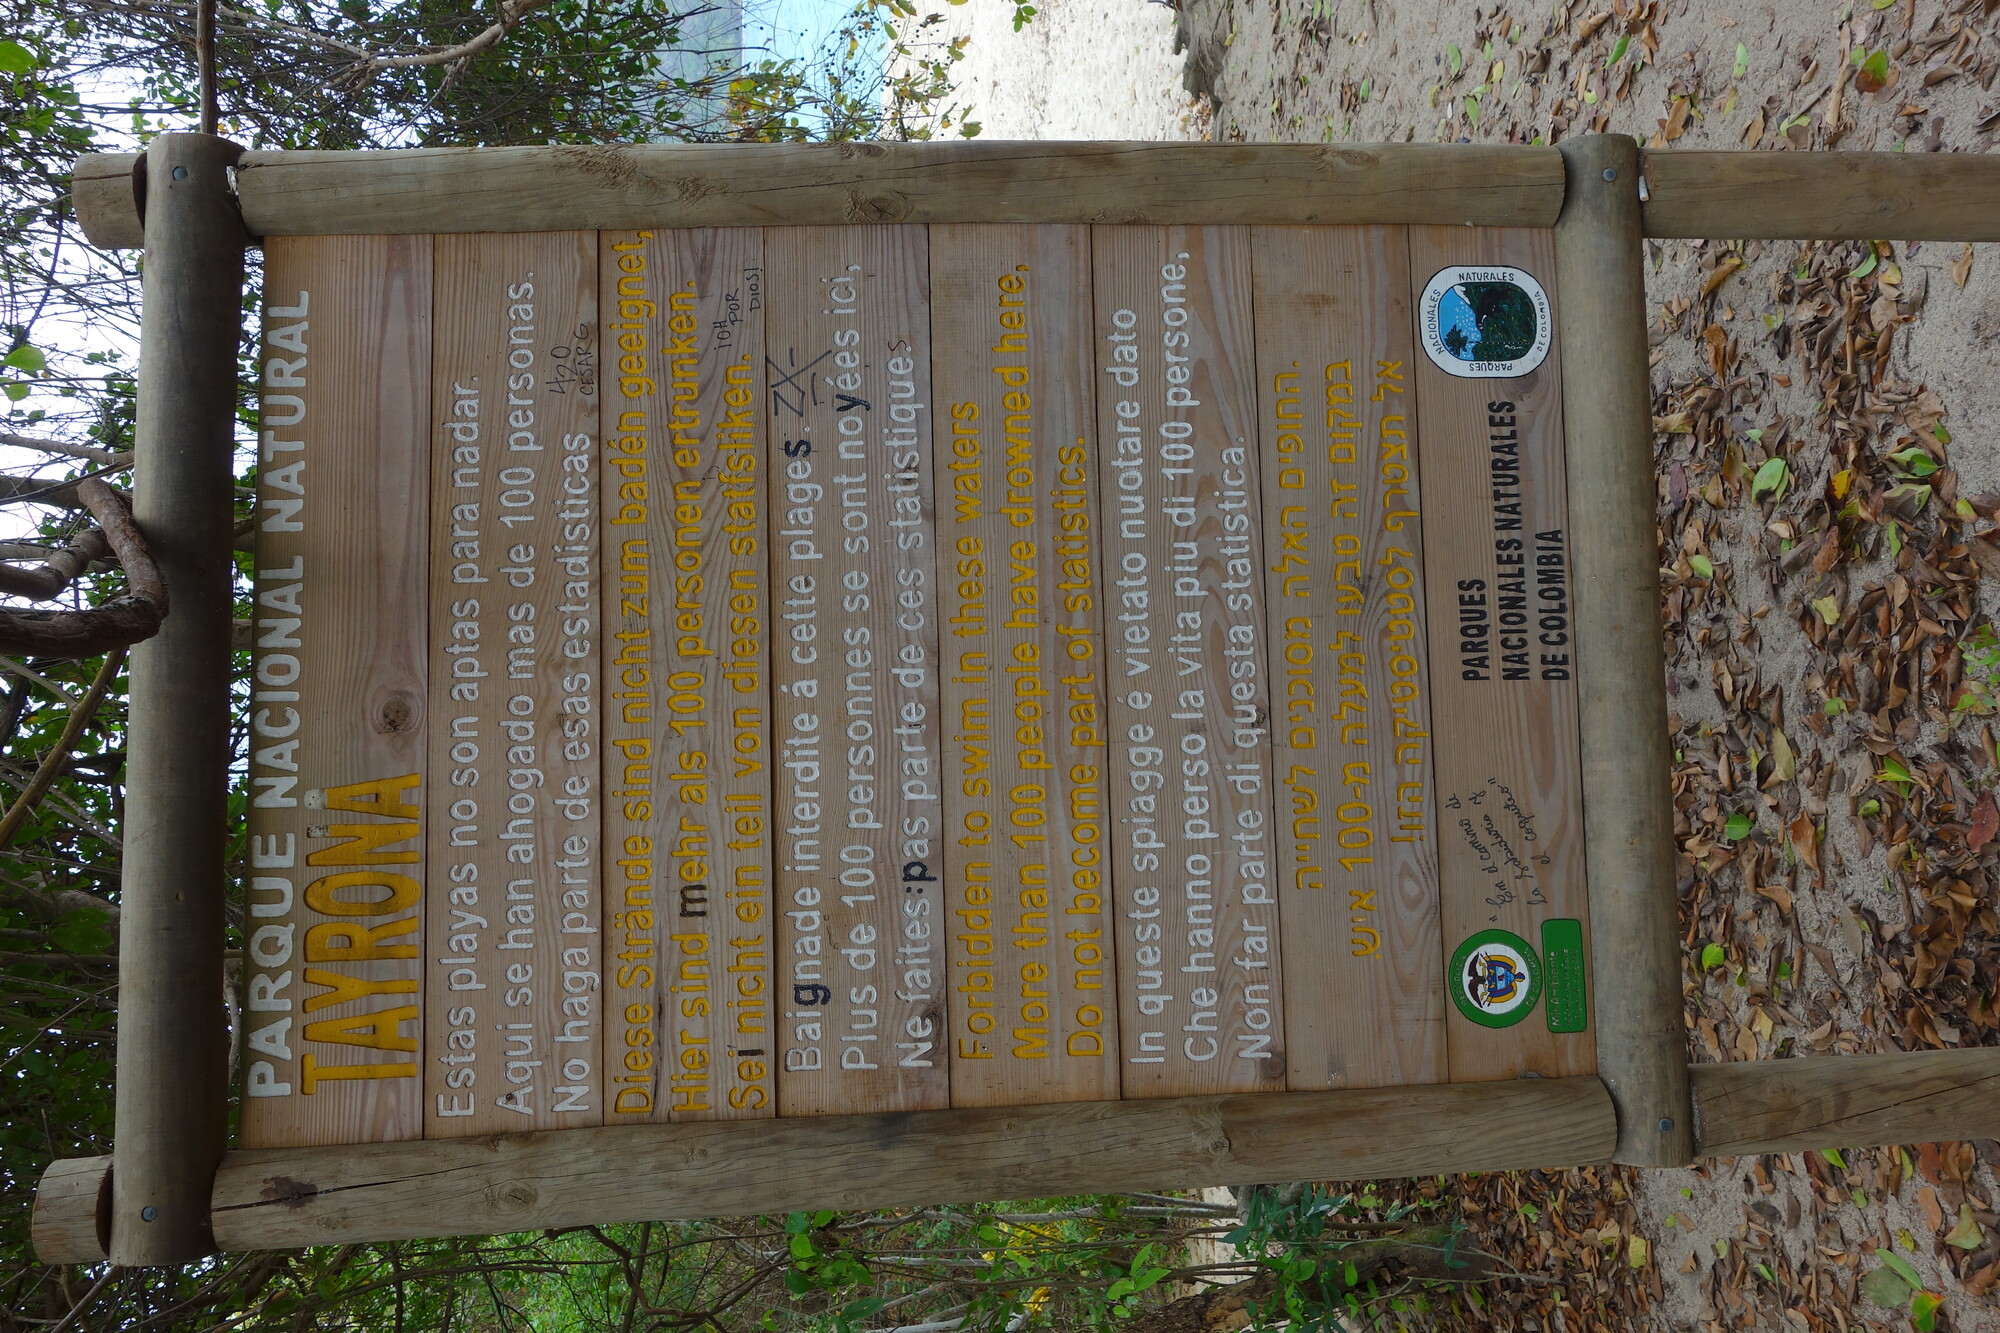 PARQUE NACIONAL NATURAL
TAYRONA
Estas playas no son aptas para nadar.
Aqui se han ahogado mas de 100 personas.
No haga parte de esas estadísticas
420
CESAR G
Diese Strände sind nicht zum badén geeignet,
Hier sind mehr als 100 personen ertrunken.
Sei nicht ein teil von diesen statfsliken.
¡OH
POR
DIOS!
Baignade interdite á cette plages.
ZX
Plus de 100 personnes se sont noyées ici,
Ne faites:pas parte de ces statistiques
Forbidden to swim in these waters
More than 100 people have drowned here,
Do not become part of statistics.
In queste spiagge é vietato nuotare dato
Che hanno perso la vita piu di 100 persone,
Non far parte di questa statistica.
החופים האלה מסוכנים לשחייה.
במקום זה טבעו למעלה מ-100 איש.
אל תצטרף לסטטיסטיקה הזו!
REPUBLICA
DE COLOMBIA
MinAmbiente
"En el camino de
la Sabiduria y
el coquiteo"
PARQUES
NACIONALES NATURALES
DE COLOMBIA
PARQUES NACIONALES NATURALES
DE COLOMBIA